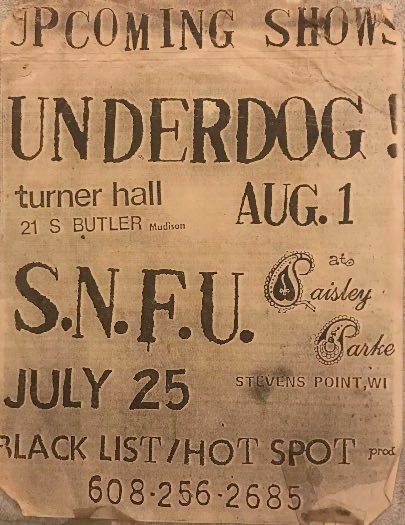 UPCOMING SHOWS
UNDERDOG!
turner hall AUG. 1
21 S BUTLER Madison
S.N.F.U. at Paisley Parke
STEVENS POINT, WI
JULY 25
BLACK LIST/HOT SPOT prod
608-256-2685